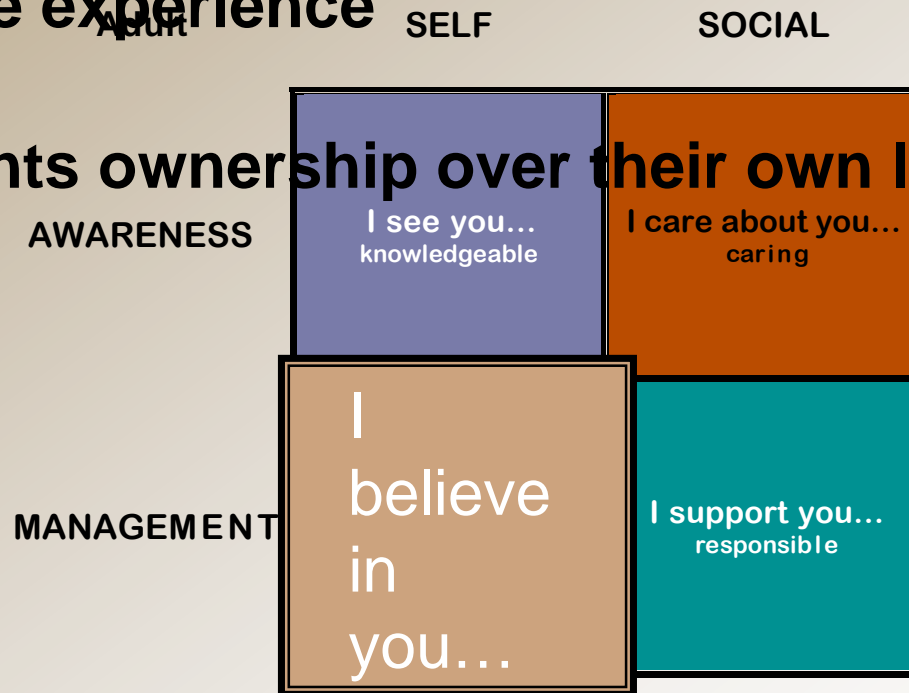 e experience
Adult
SELF
SOCIAL
nts ownership over their own l
AWARENESS
I see you...
knowledgeable
I care about you...
caring
MANAGEMENT
I
believe
in
you...
I support you...
responsible